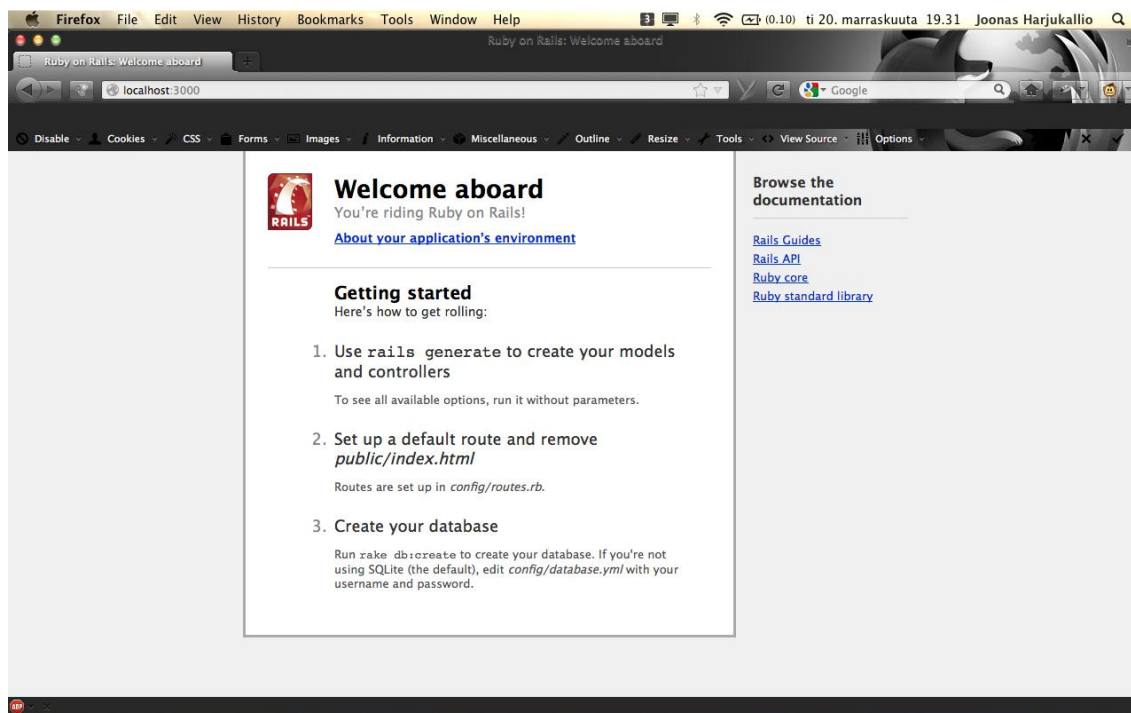 Firefox File Edit View History Bookmarks Tools Window Help 3 (0.10) ti 20. marraskuuta 19.31 Joonas Harjukallio
Ruby on Rails: Welcome aboard
Ruby on Rails: Welcome aboard
localhost:3000 Google
Disable Cookies CSS Forms Images Information Miscellaneous Outline Resize Tools View Source Options
RAILS
Welcome aboard
You're riding Ruby on Rails!
About your application's environment
Getting started
Here's how to get rolling:
1. Use rails generate to create your models
and controllers
To see all available options, run it without parameters.
2. Set up a default route and remove
public/index.html
Routes are set up in config/routes.rb.
3. Create your database
Run rake db:create to create your database. If you're not
using SQLite (the default), edit config/database.yml with your
username and password.
Browse the
documentation
Rails Guides
Rails API
Ruby core
Ruby standard library
ABP